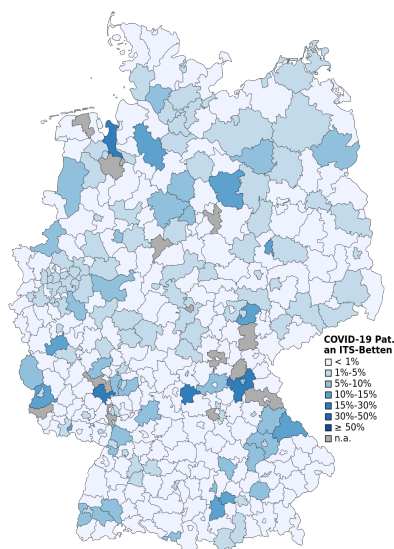 COVID-19 Pat.
an ITS-Betten
< 1%
1%-5%
5%-10%
10%-15%
15%-30%
30%-50%
≥ 50%
n.a.